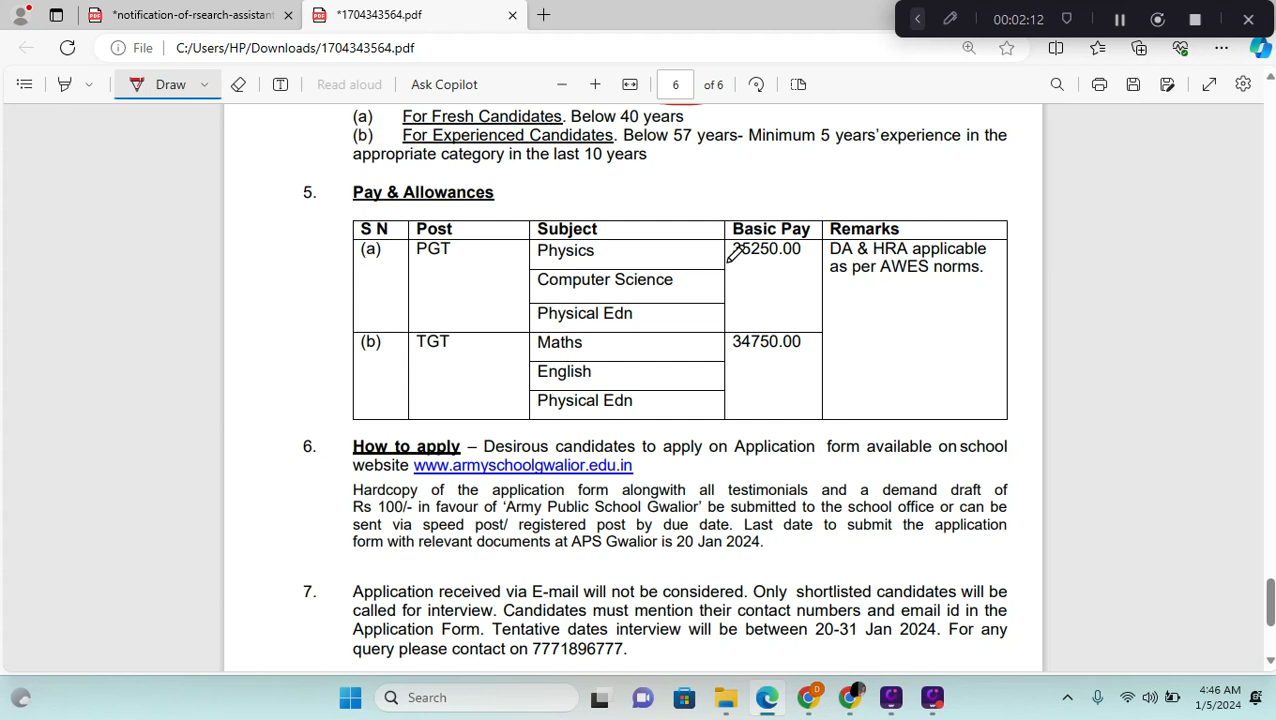 *notification-of-rsearch-assistant
*1704343564.pdf
00:02:12
File C:/Users/HP/Downloads/1704343564.pdf
Draw
Read aloud
Ask Copilot
6 of 6
(a) For Fresh Candidates. Below 40 years
(b) For Experienced Candidates. Below 57 years- Minimum 5 years' experience in the
appropriate category in the last 10 years
5. Pay & Allowances
S N Post Subject Basic Pay Remarks
(a) PGT Physics 5250.00 DA & HRA applicable
as per AWES norms.
Computer Science
Physical Edn
(b) TGT Maths 34750.00
English
Physical Edn
6. How to apply – Desirous candidates to apply on Application form available on school
website www.armyschoolgwalior.edu.in
Hardcopy of the application form alongwith all testimonials and a demand draft of
Rs 100/- in favour of 'Army Public School Gwalior' be submitted to the school office or can be
sent via speed post/ registered post by due date. Last date to submit the application
form with relevant documents at APS Gwalior is 20 Jan 2024.
7. Application received via E-mail will not be considered. Only shortlisted candidates will be
called for interview. Candidates must mention their contact numbers and email id in the
Application Form. Tentative dates interview will be between 20-31 Jan 2024. For any
query please contact on 7771896777.
Search
4:46 AM
1/5/2024